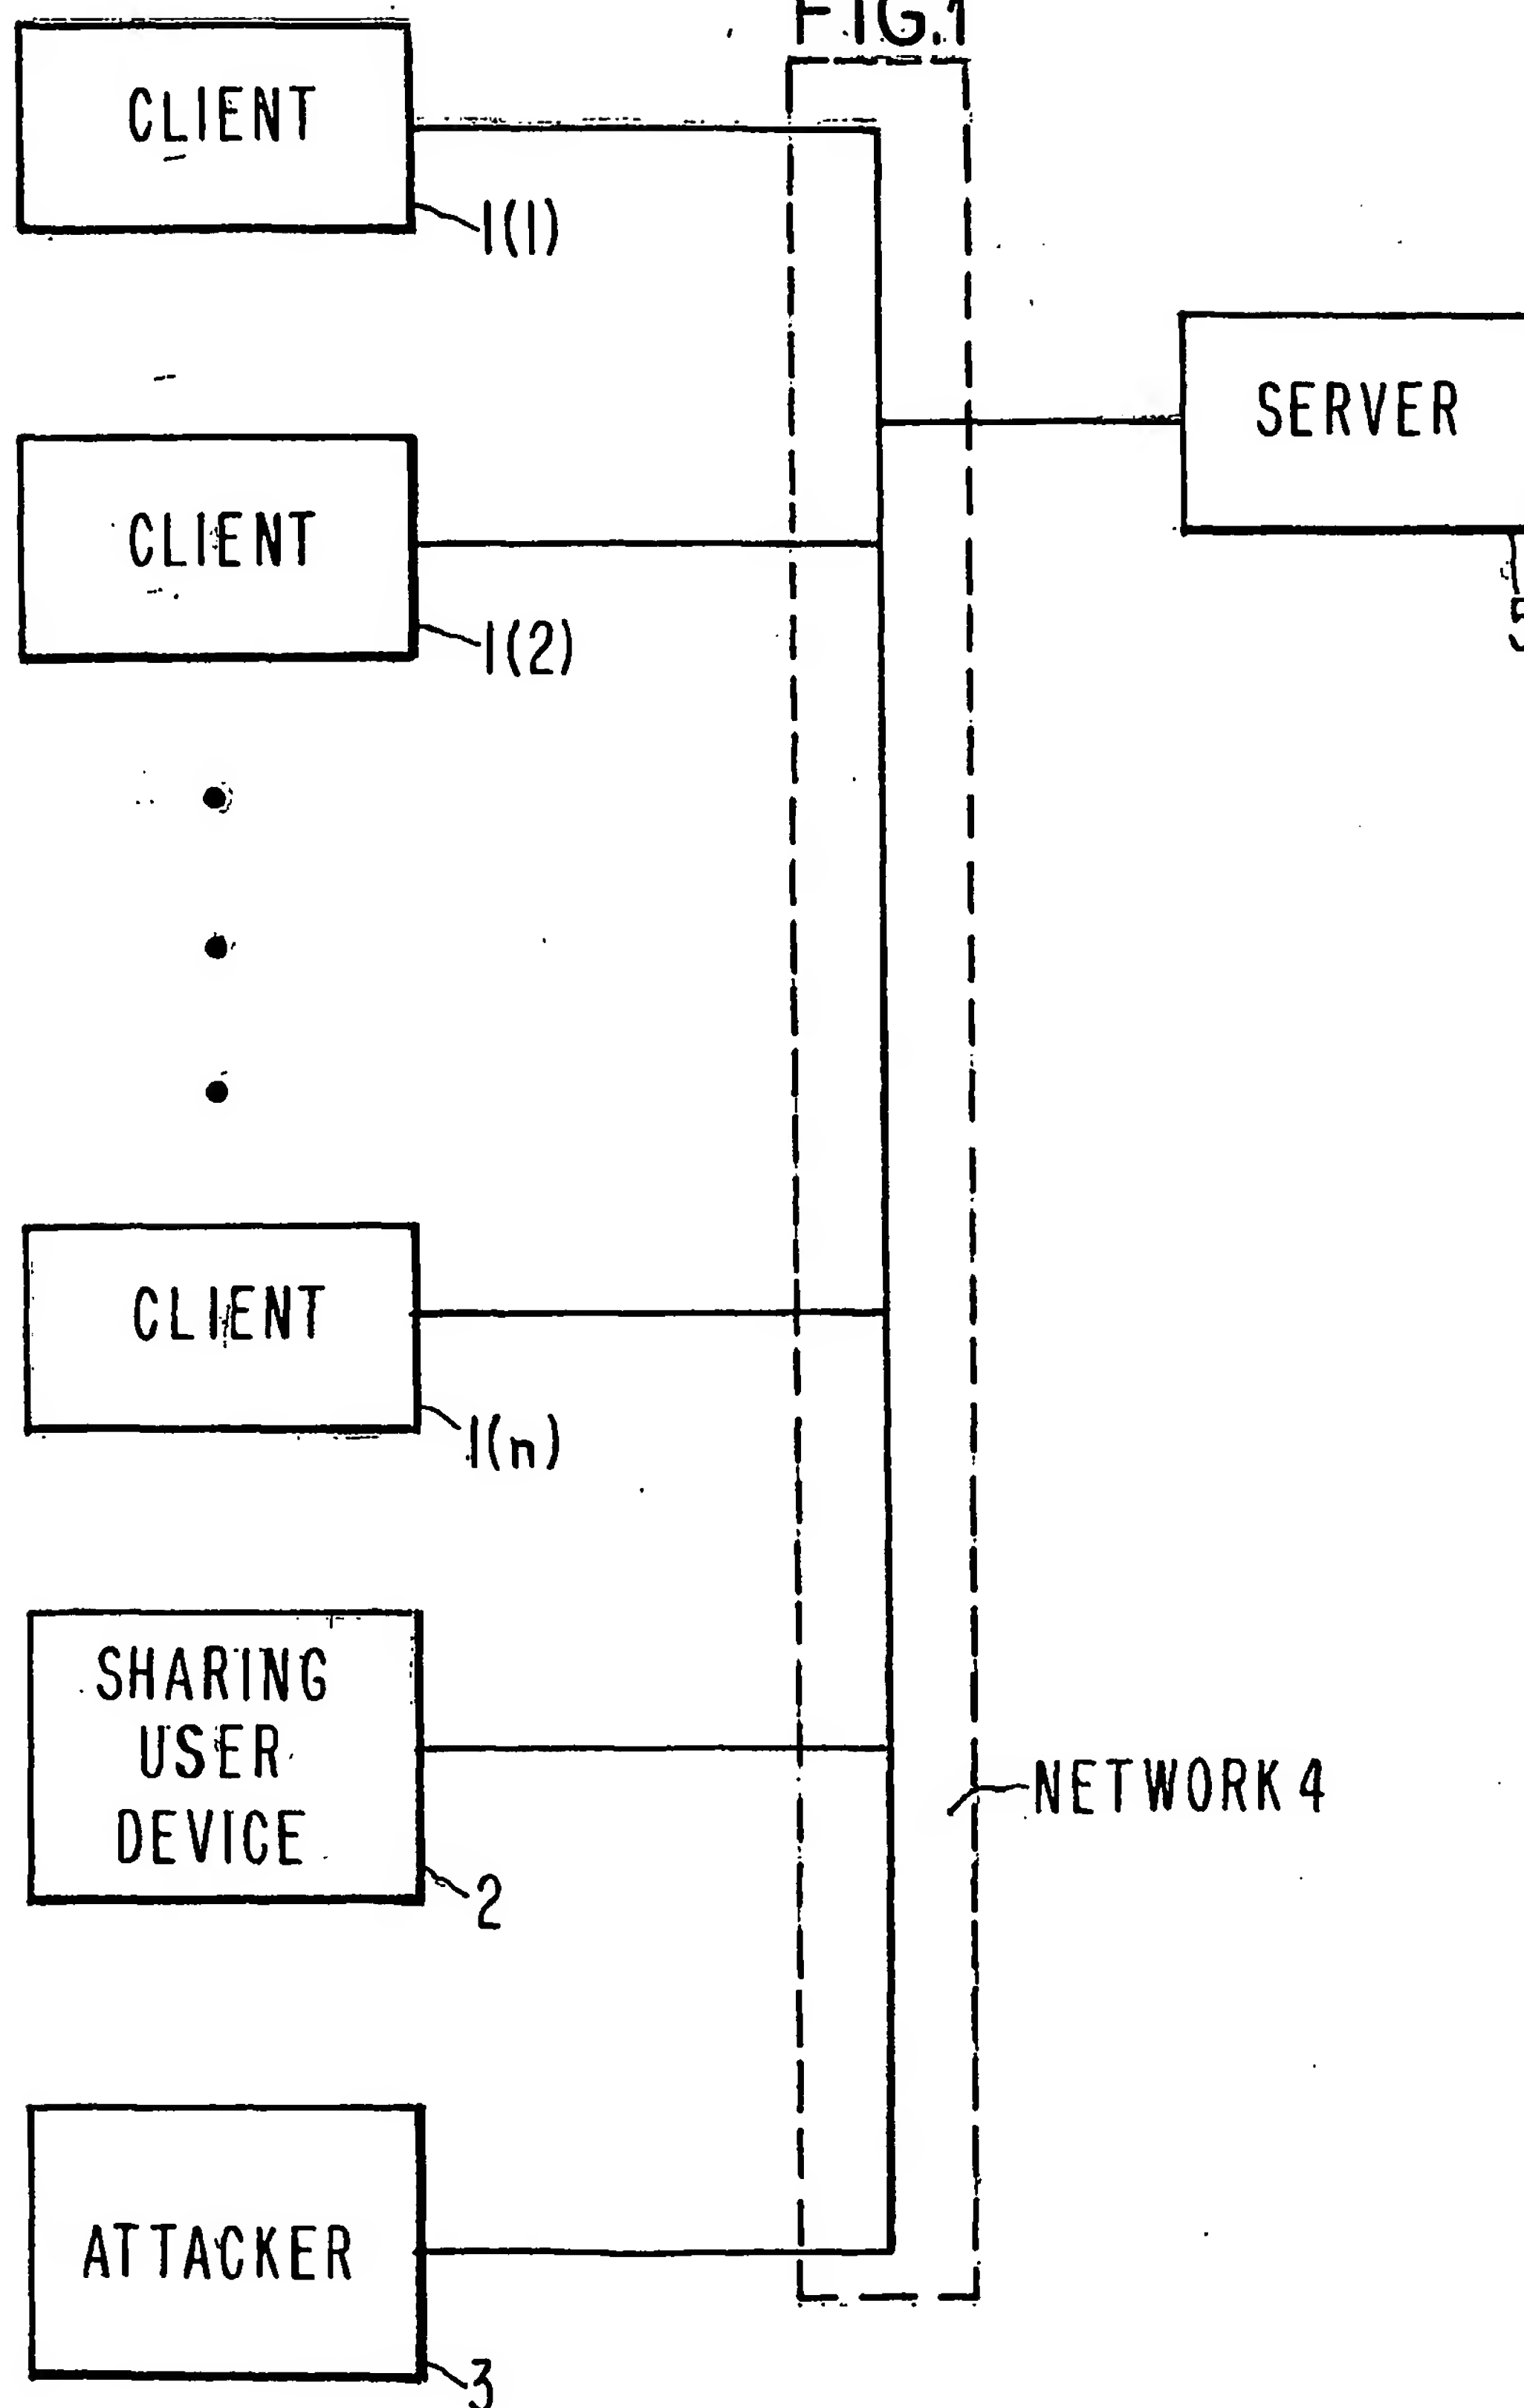 FIG.1
CLIENT
1(1)
SERVER
5
CLIENT
1(2)
CLIENT
1(n)
SHARING
USER
DEVICE
2
NETWORK 4
ATTACKER
3